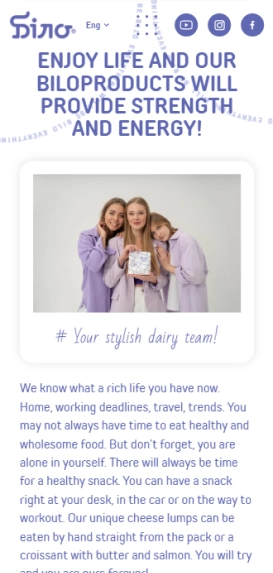 Біло®
Eng
ENJOY LIFE AND OUR
BILOPRODUCTS WILL
PROVIDE STRENGTH
AND ENERGY!
# Your stylish dairy team!
We know what a rich life you have now.
Home, working deadlines, travel, trends. You
may not always have time to eat healthy and
wholesome food. But don't forget, you are
alone in yourself. There will always be time
for a healthy snack. You can have a snack
right at your desk, in the car or on the way to
workout. Our unique cheese lumps can be
eaten by hand straight from the pack or a
croissant with butter and salmon. You will try
and you are ours forever!